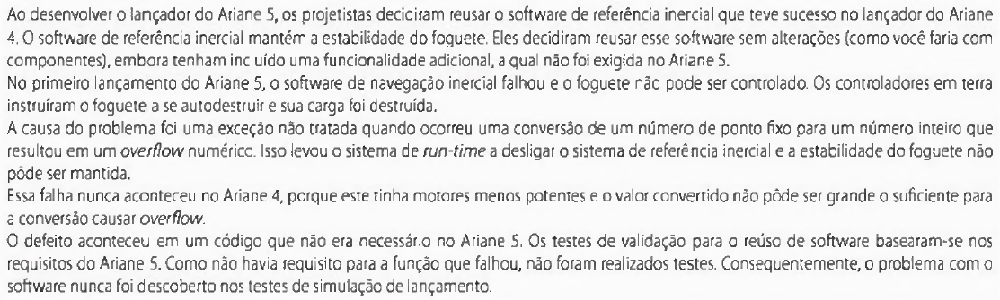 Ao desenvolver o lançador do Ariane 5, os projetistas decidiram reusar o software de referência inercial que teve sucesso no lançador do Ariane
4. O software de referência inercial mantém a estabilidade do foguete. Eles decidiram reusar esse software sem alterações (como você faria com
componentes), embora tenham incluído uma funcionalidade adicional, a qual não foi exigida no Ariane 5.
No primeiro lançamento do Ariane 5, o software de navegação inercial falhou e o foguete não pode ser controlado. Os controladores em terra
instruíram o foguete a se autodestruir e sua carga foi destruída.
A causa do problema foi uma exceção não tratada quando ocorreu uma conversão de um número de ponto fixo para um número inteiro que
resultou em um overflow numérico. Isso levou o sistema de run-time a desligar o sistema de referência inercial e a estabilidade do foguete não
pôde ser mantida.
Essa falha nunca aconteceu no Ariane 4, porque este tinha motores menos potentes e o valor convertido não pôde ser grande o suficiente para
a conversão causar overflow.
O defeito aconteceu em um código que não era necessário no Ariane 5. Os testes de validação para o reúso de software basearam-se nos
requisitos do Ariane 5. Como não havia requisito para a função que falhou, não foram realizados testes. Consequentemente, o problema com o
software nunca foi descoberto nos testes de simulação de lançamento.